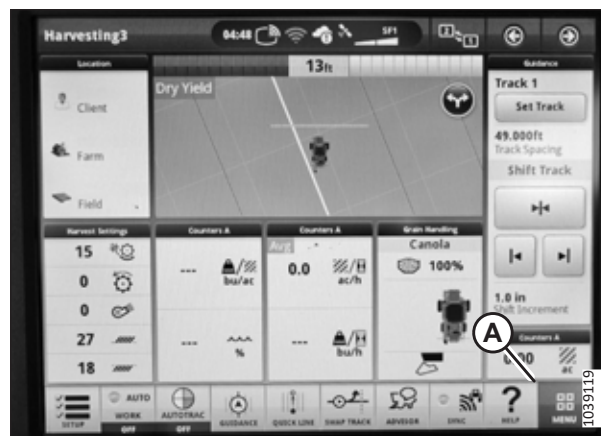 Harvesting3
04:48
SF1
2
1
Location
13ft
Guidance
Dry Yield
Track 1
Client
Set Track
49.000ft
Track Spacing
Farm
Shift Track
Field
Harvest Settings
Counters A
Counters A
Grain Handling
Avg
Canola
15
---
bu/ac
0.0
ac/h
100%
0
0
1.0 in
Shift Increment
A
27
---
%
---
bu/h
Counters A
ac
18
SETUP
AUTO
WORK
OFF
AUTOTRAC
OFF
GUIDANCE
QUICK LINE
SWAP TRACK
ADVISOR
SYNC
?
HELP
MENU
1039119